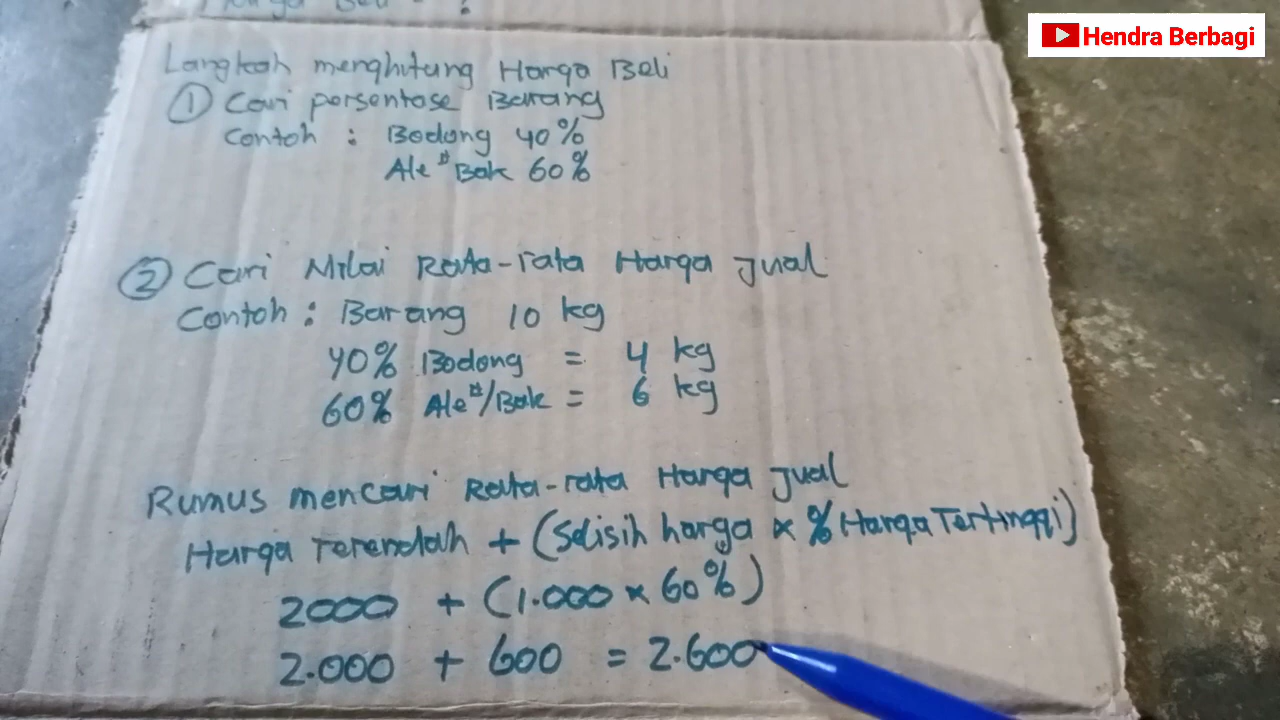 Hendra Berbagi
Langkah menghitung Harga Beli
① Cari persentase Barang
Contoh : Bodong 40%
Ale" Bak 60%
② Cari Nilai Rata-rata Harga Jual
Contoh : Barang 10 kg
40% Bodong = 4 kg
60% Ale"/Bak = 6 kg
Rumus mencari Rata-rata Harga Jual
Harga Terendah + (Selisih harga x % Harga Tertinggi)
2000 + (1.000 x 60%)
2.000 + 600 = 2.600